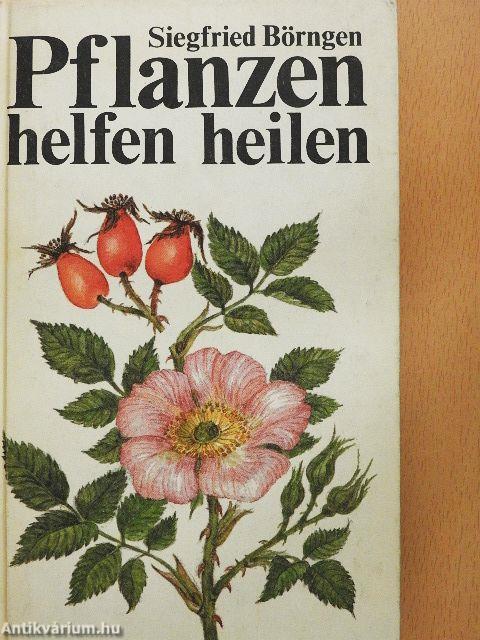 Siegfried Börngen
Pflanzen
helfen heilen
Antikvárium.hu